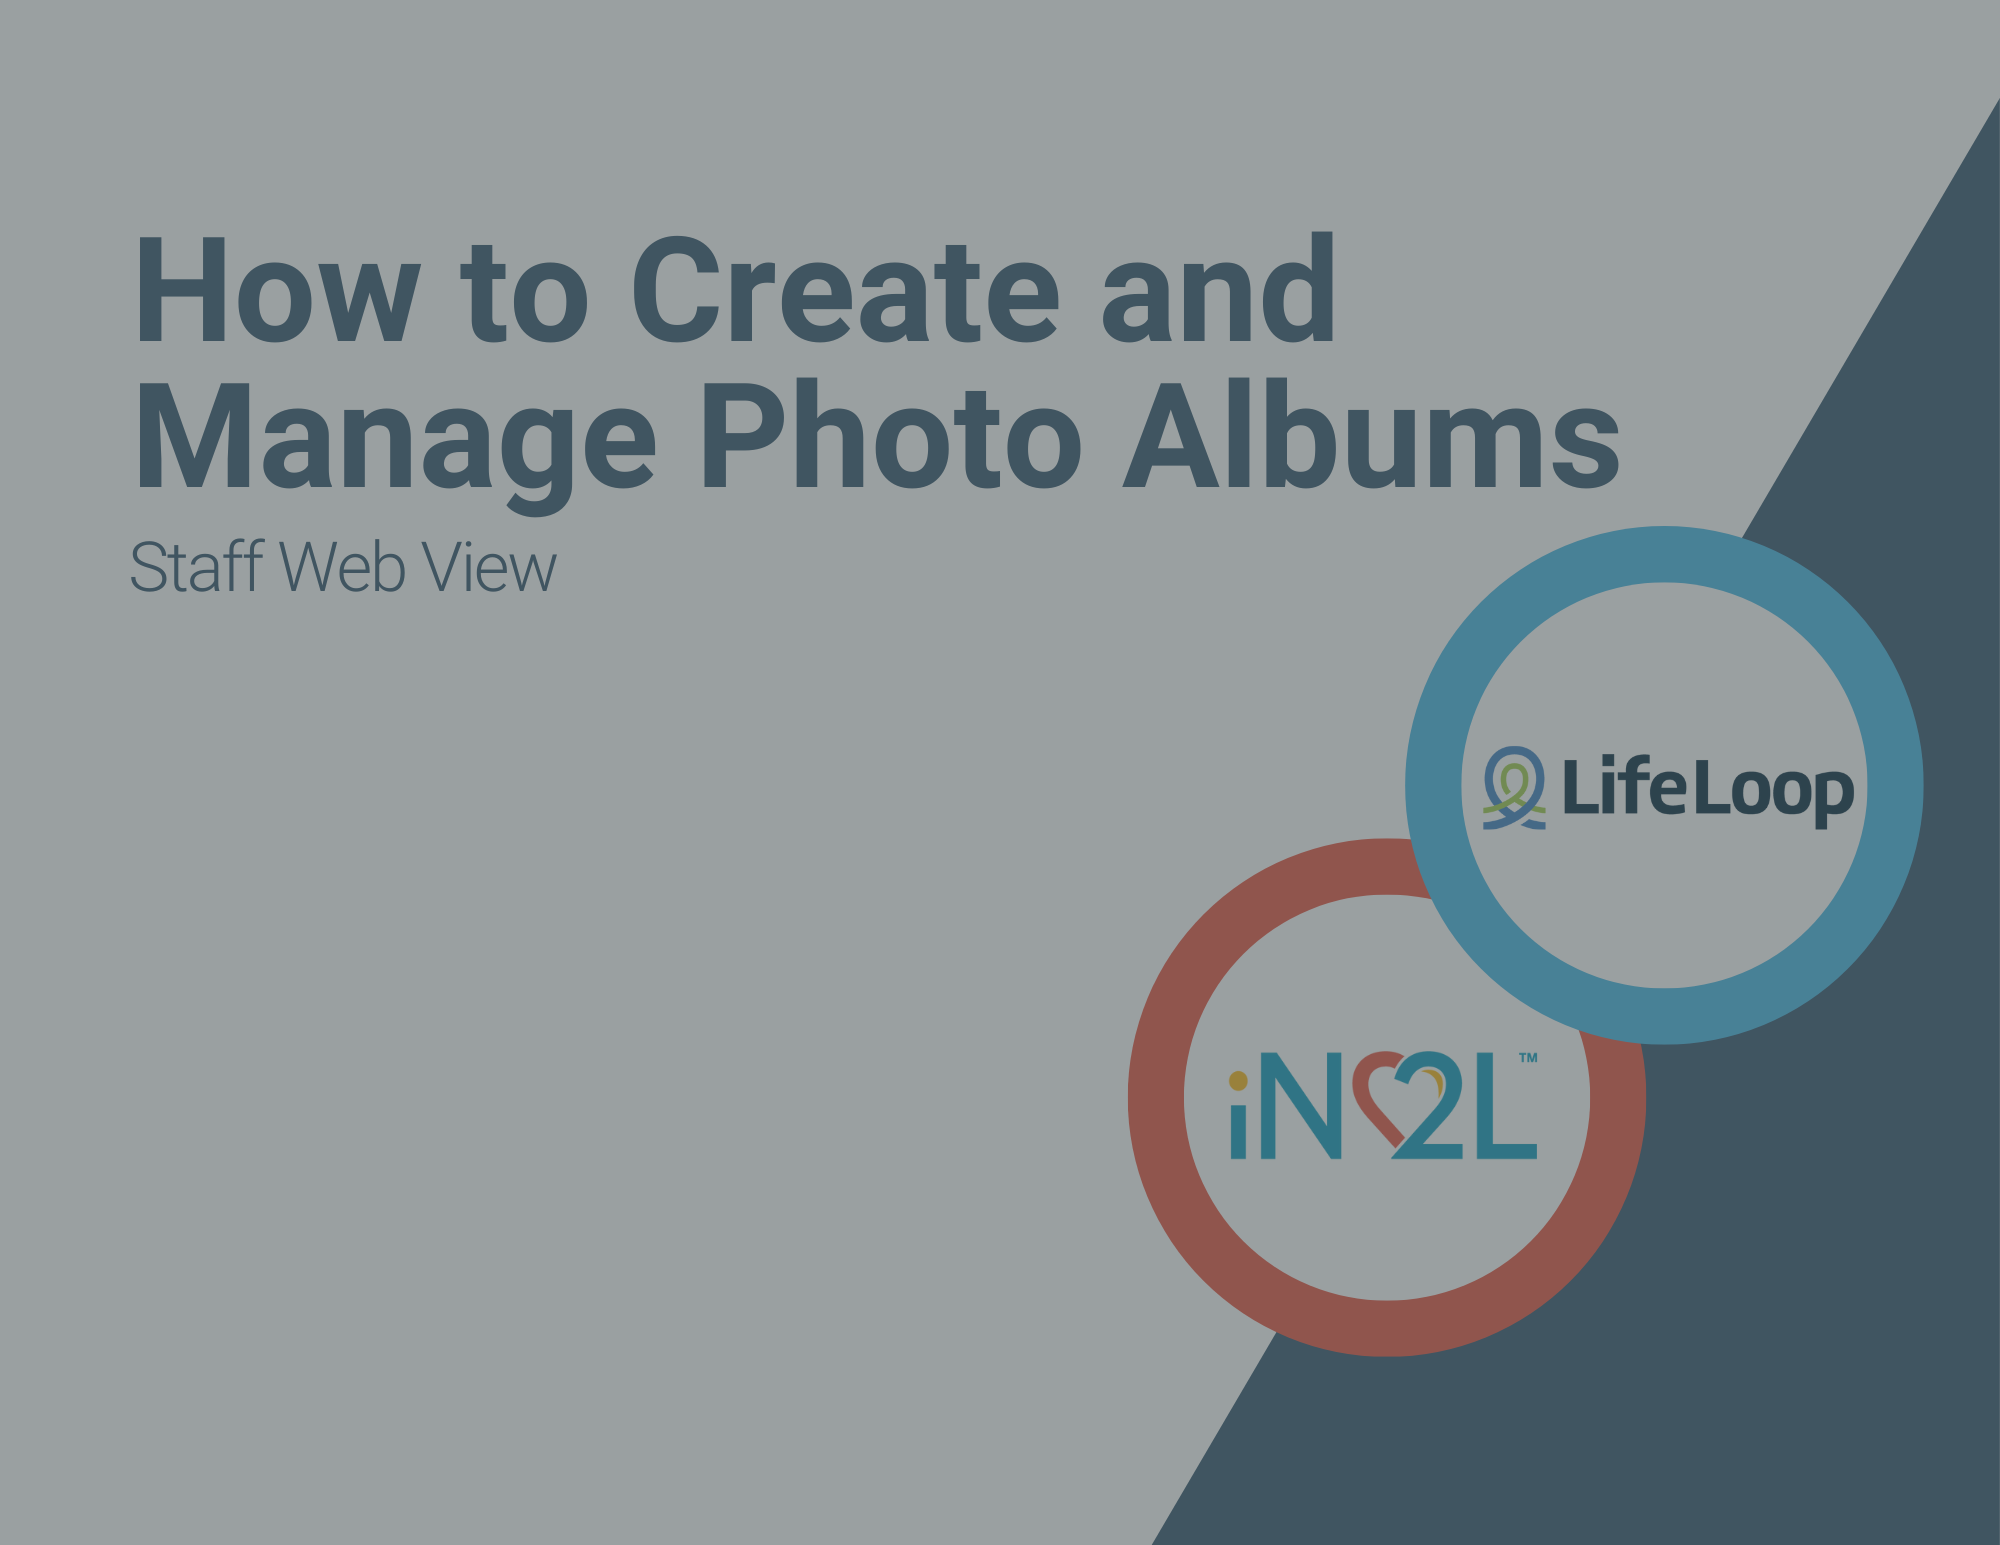 How to Create and
Manage Photo Albums
Staff Web View
LifeLoop
iN2L™